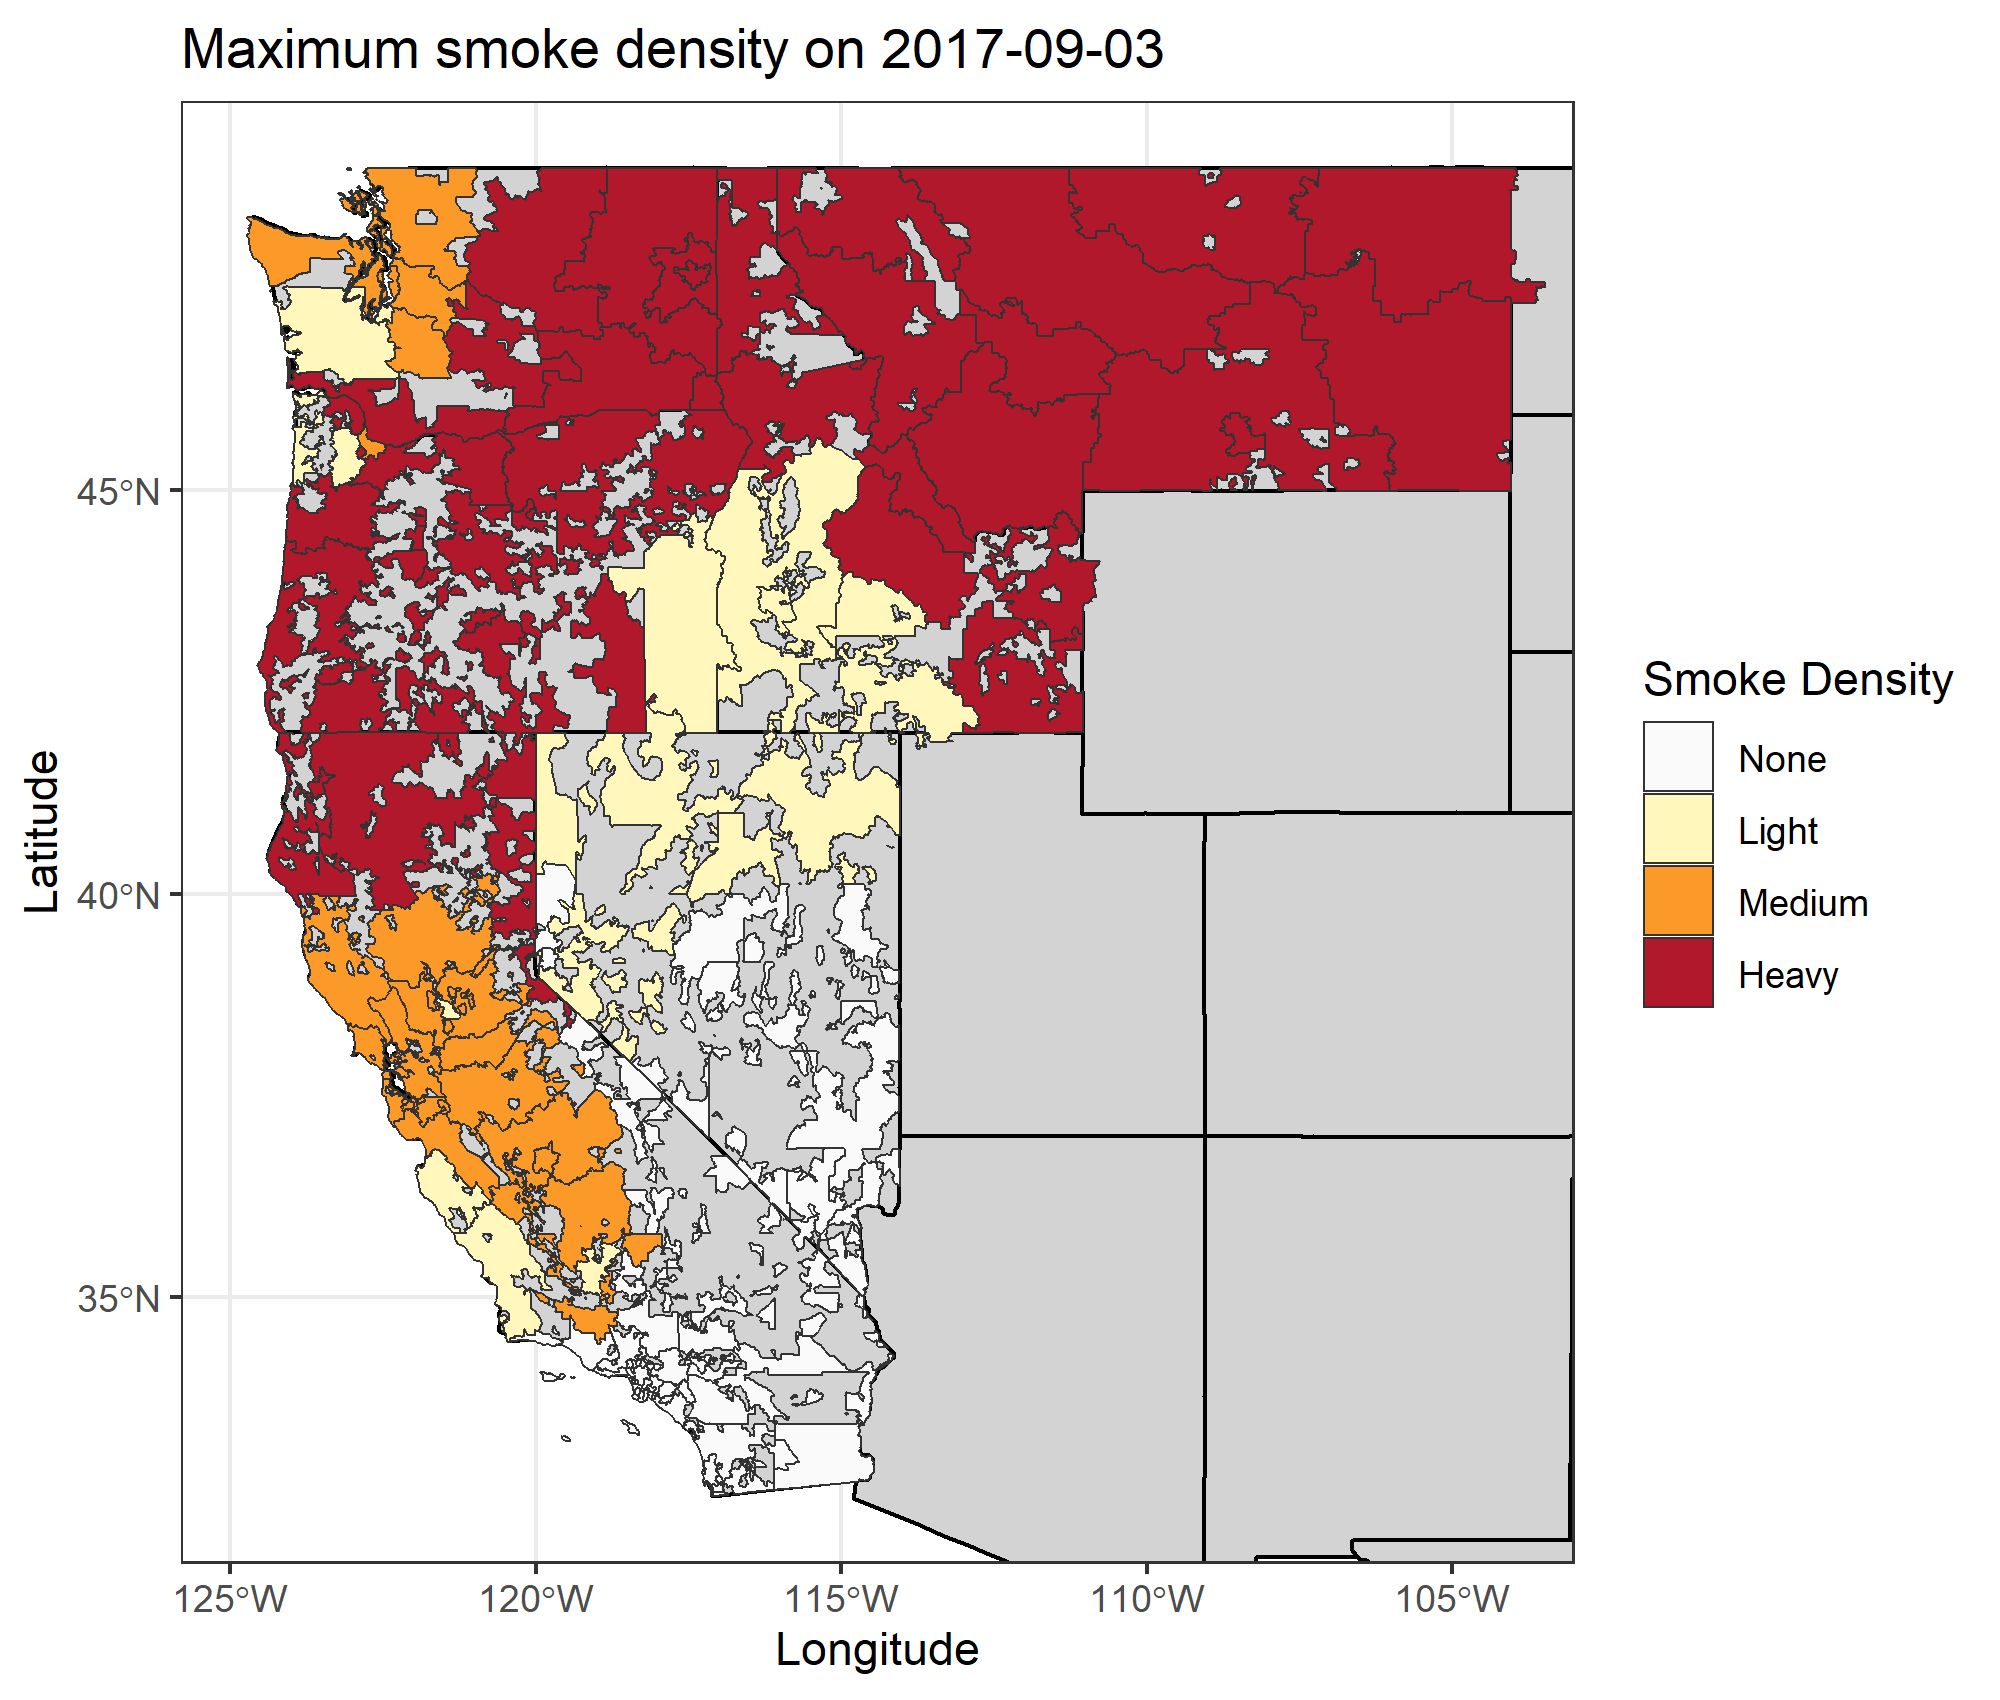 Maximum smoke density on 2017-09-03
45°N
40°N
35°N
Latitude
125°W
120°W
115°W
110°W
105°W
Longitude
Smoke Density
None
Light
Medium
Heavy